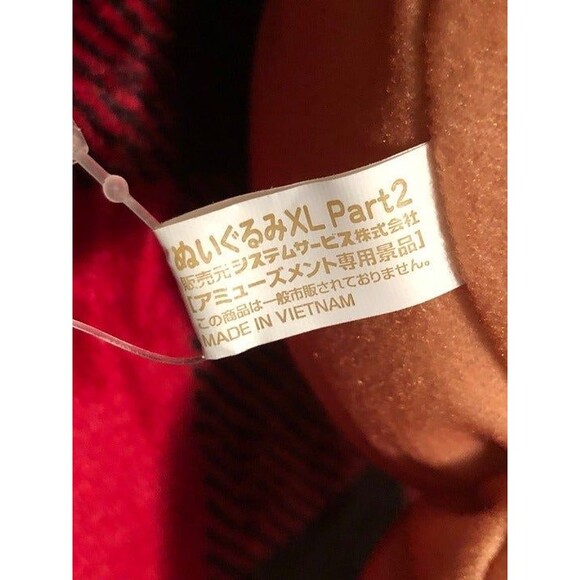 ぬいぐるみXL Part2
販売元 システムサービス株式会社
[アミューズメント専用景品]
この商品は一般市販されておりません。
MADE IN VIETNAM